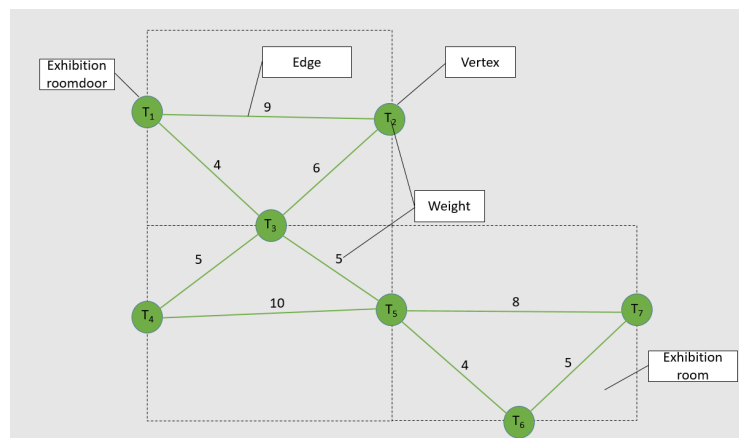 Edge
Vertex
Exhibition
roomdoor
T1
9
T2
4
6
Weight
T3
5
5
10
8
T4
T5
T7
4
5
Exhibition
room
T6